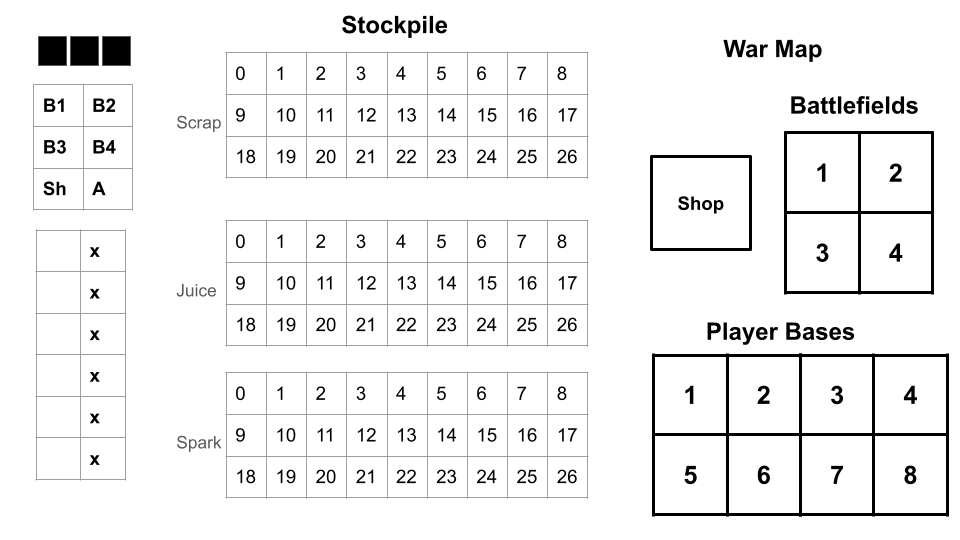 Stockpile
War Map
B1 B2
B3 B4
Sh A
x
x
x
x
x
x
Scrap
0 1 2 3 4 5 6 7 8
9 10 11 12 13 14 15 16 17
18 19 20 21 22 23 24 25 26
Juice
0 1 2 3 4 5 6 7 8
9 10 11 12 13 14 15 16 17
18 19 20 21 22 23 24 25 26
Spark
0 1 2 3 4 5 6 7 8
9 10 11 12 13 14 15 16 17
18 19 20 21 22 23 24 25 26
Shop
Battlefields
1 2
3 4
Player Bases
1 2 3 4
5 6 7 8